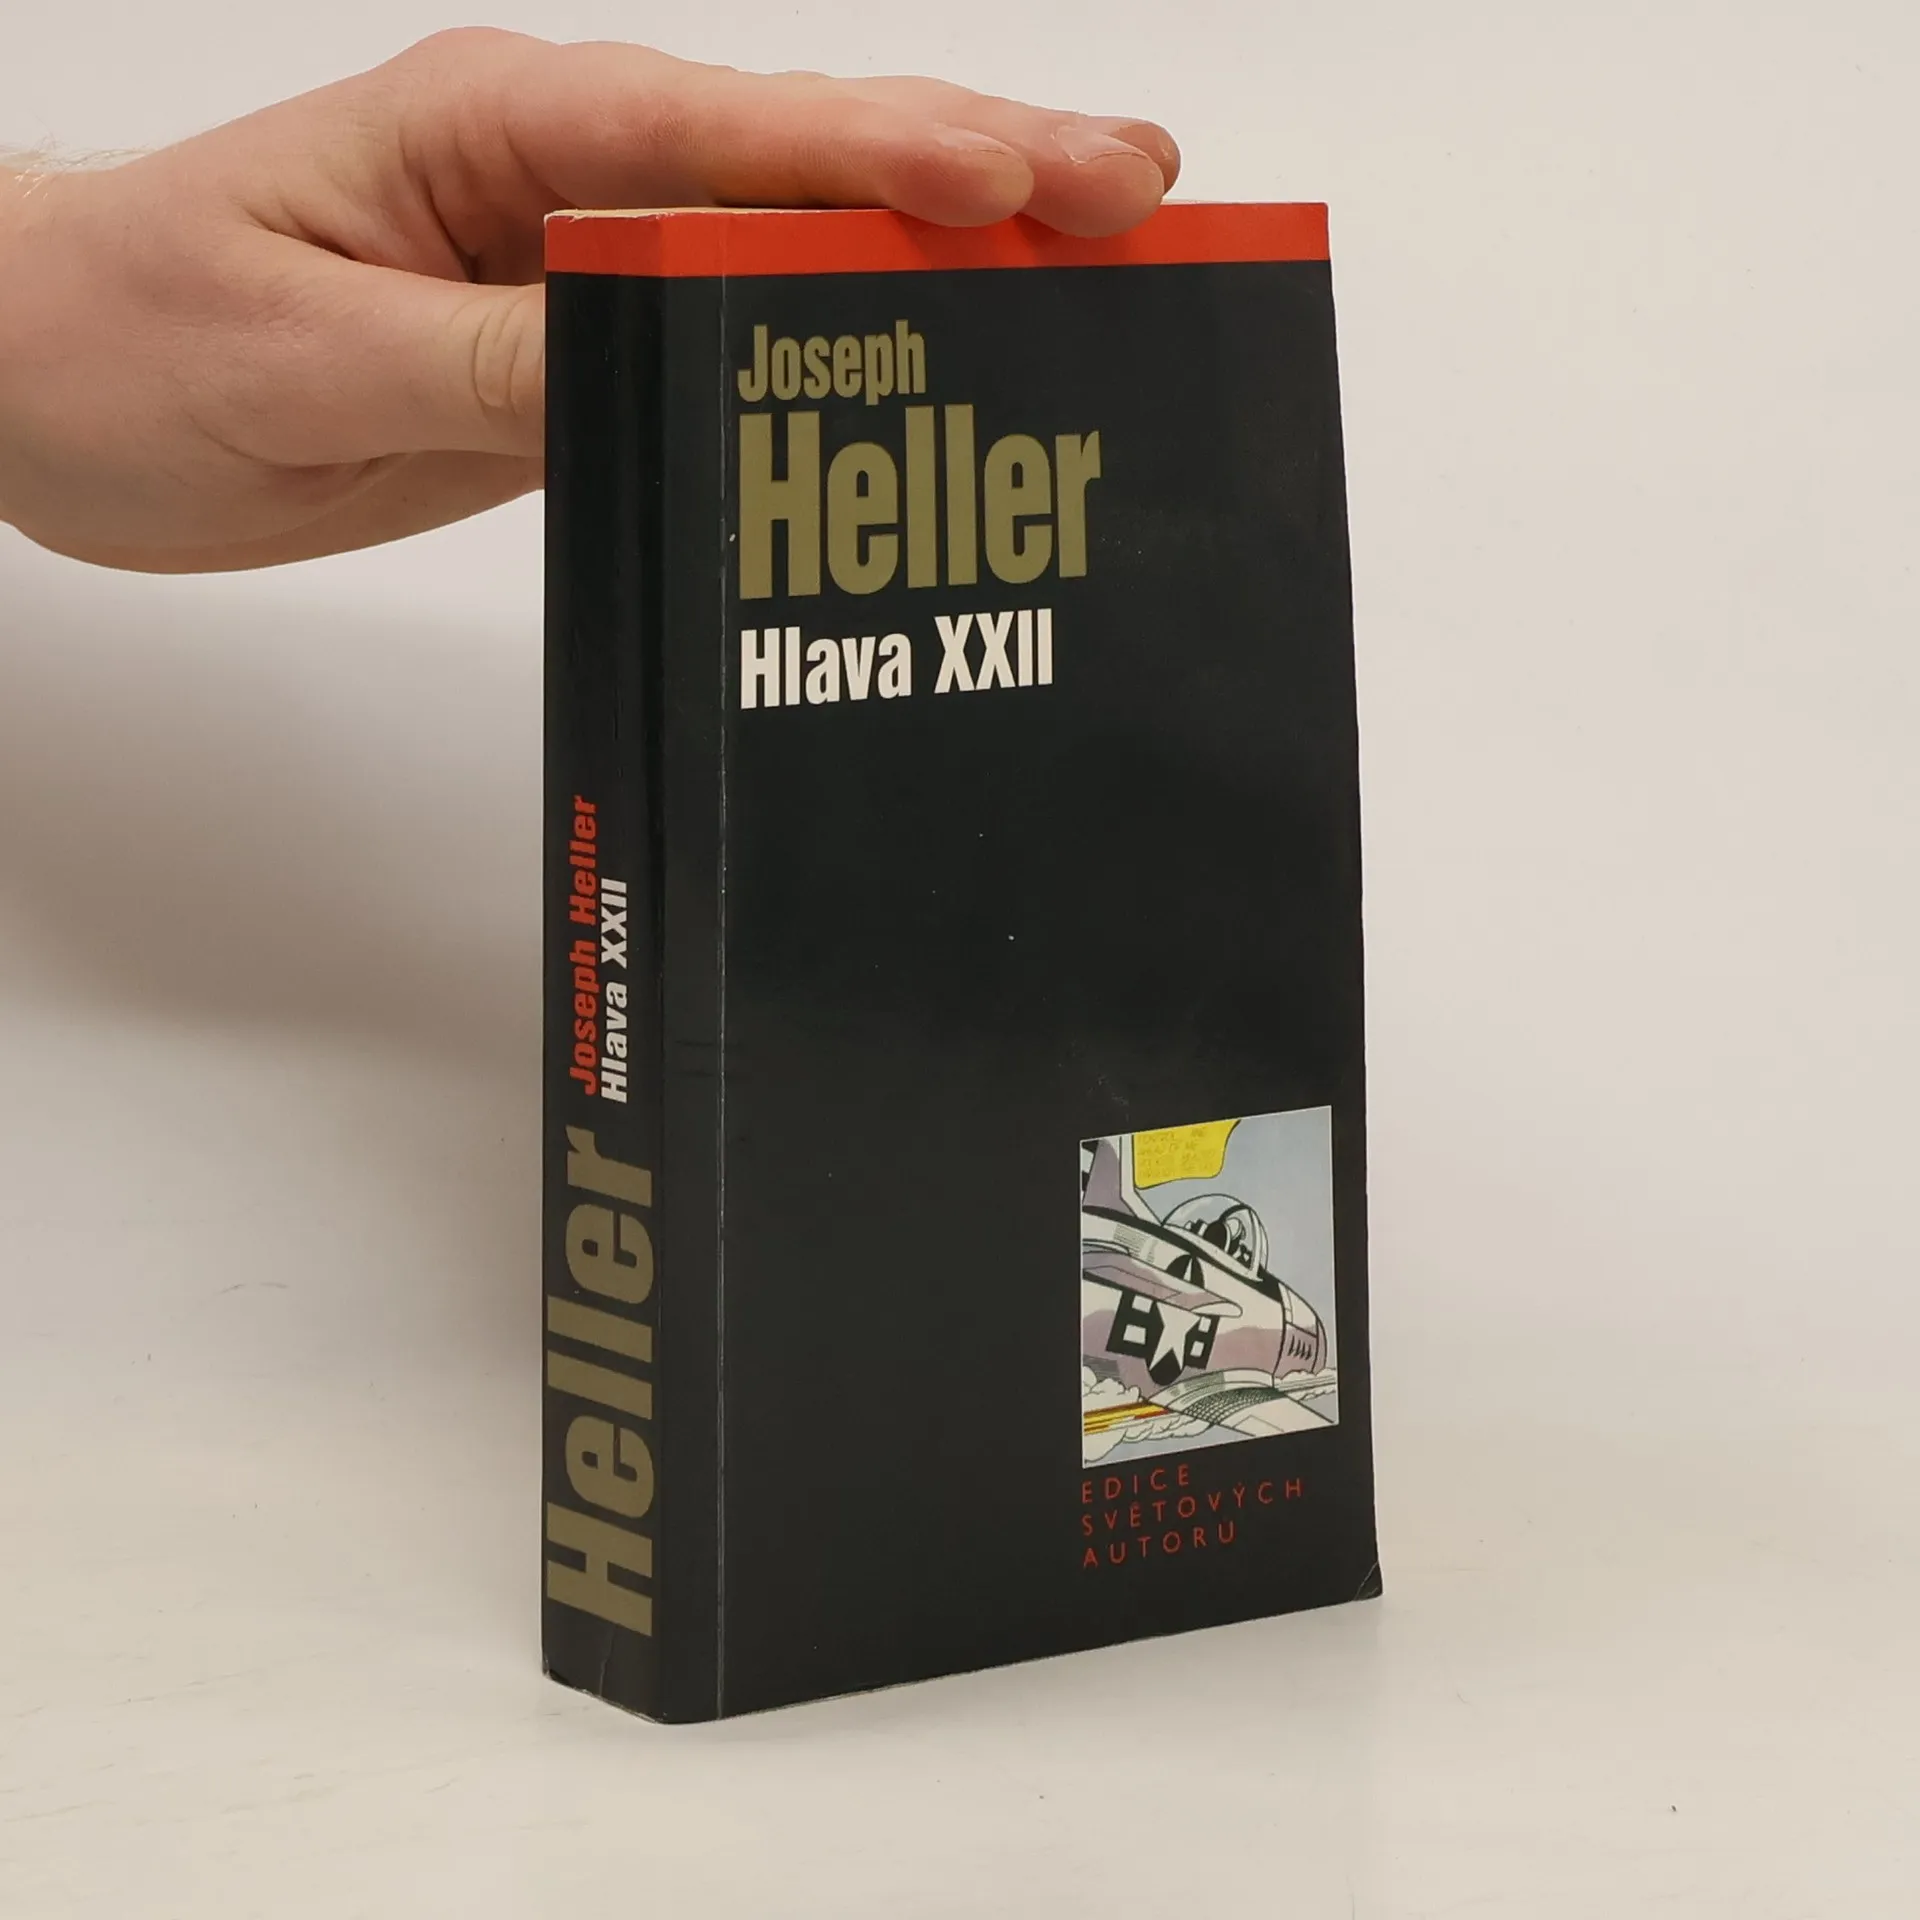 Joseph
Heller
Hlava XXII
Joseph Heller
Hlava XXII
Heller
EDICE
SVĚTOVÝCH
AUTORŮ